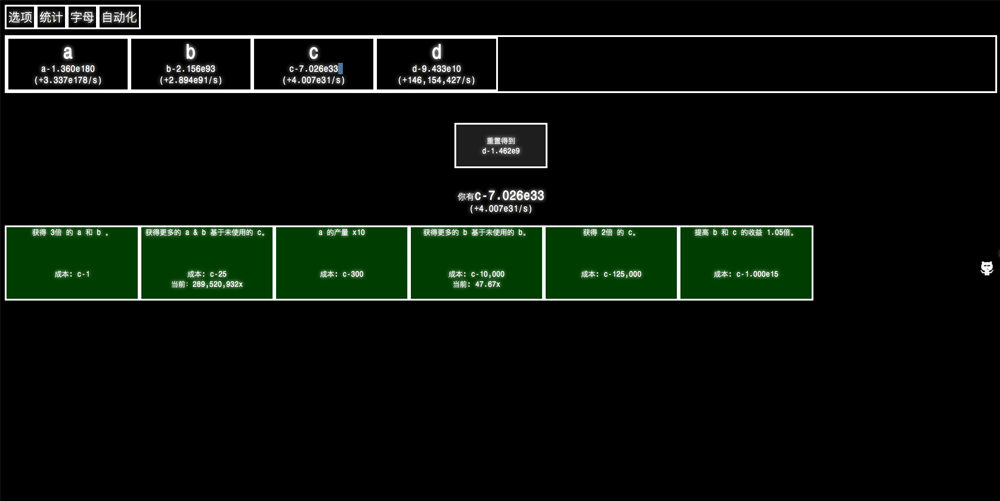 选项 统计 字母 自动化
a b c d
a-1.360e180 b-2.156e93 c-7.026e33 d-9.433e10
(+3.337e178/s) (+2.894e91/s) (+4.007e31/s) (+146,154,427/s)
重置得到
d-1.462e9
你有c-7.026e33
(+4.007e31/s)
获得 3倍 的 a 和 b 。
成本: c-1
获得更多的 a & b 基于未使用的 c。
成本: c-25
当前: 289,520,932x
a 的产量 x10
成本: c-300
获得更多的 b 基于未使用的 b。
成本: c-10,000
当前: 47.67x
获得 2倍 的 c。
成本: c-125,000
提高 b 和 c 的收益 1.05倍。
成本: c-1.000e15